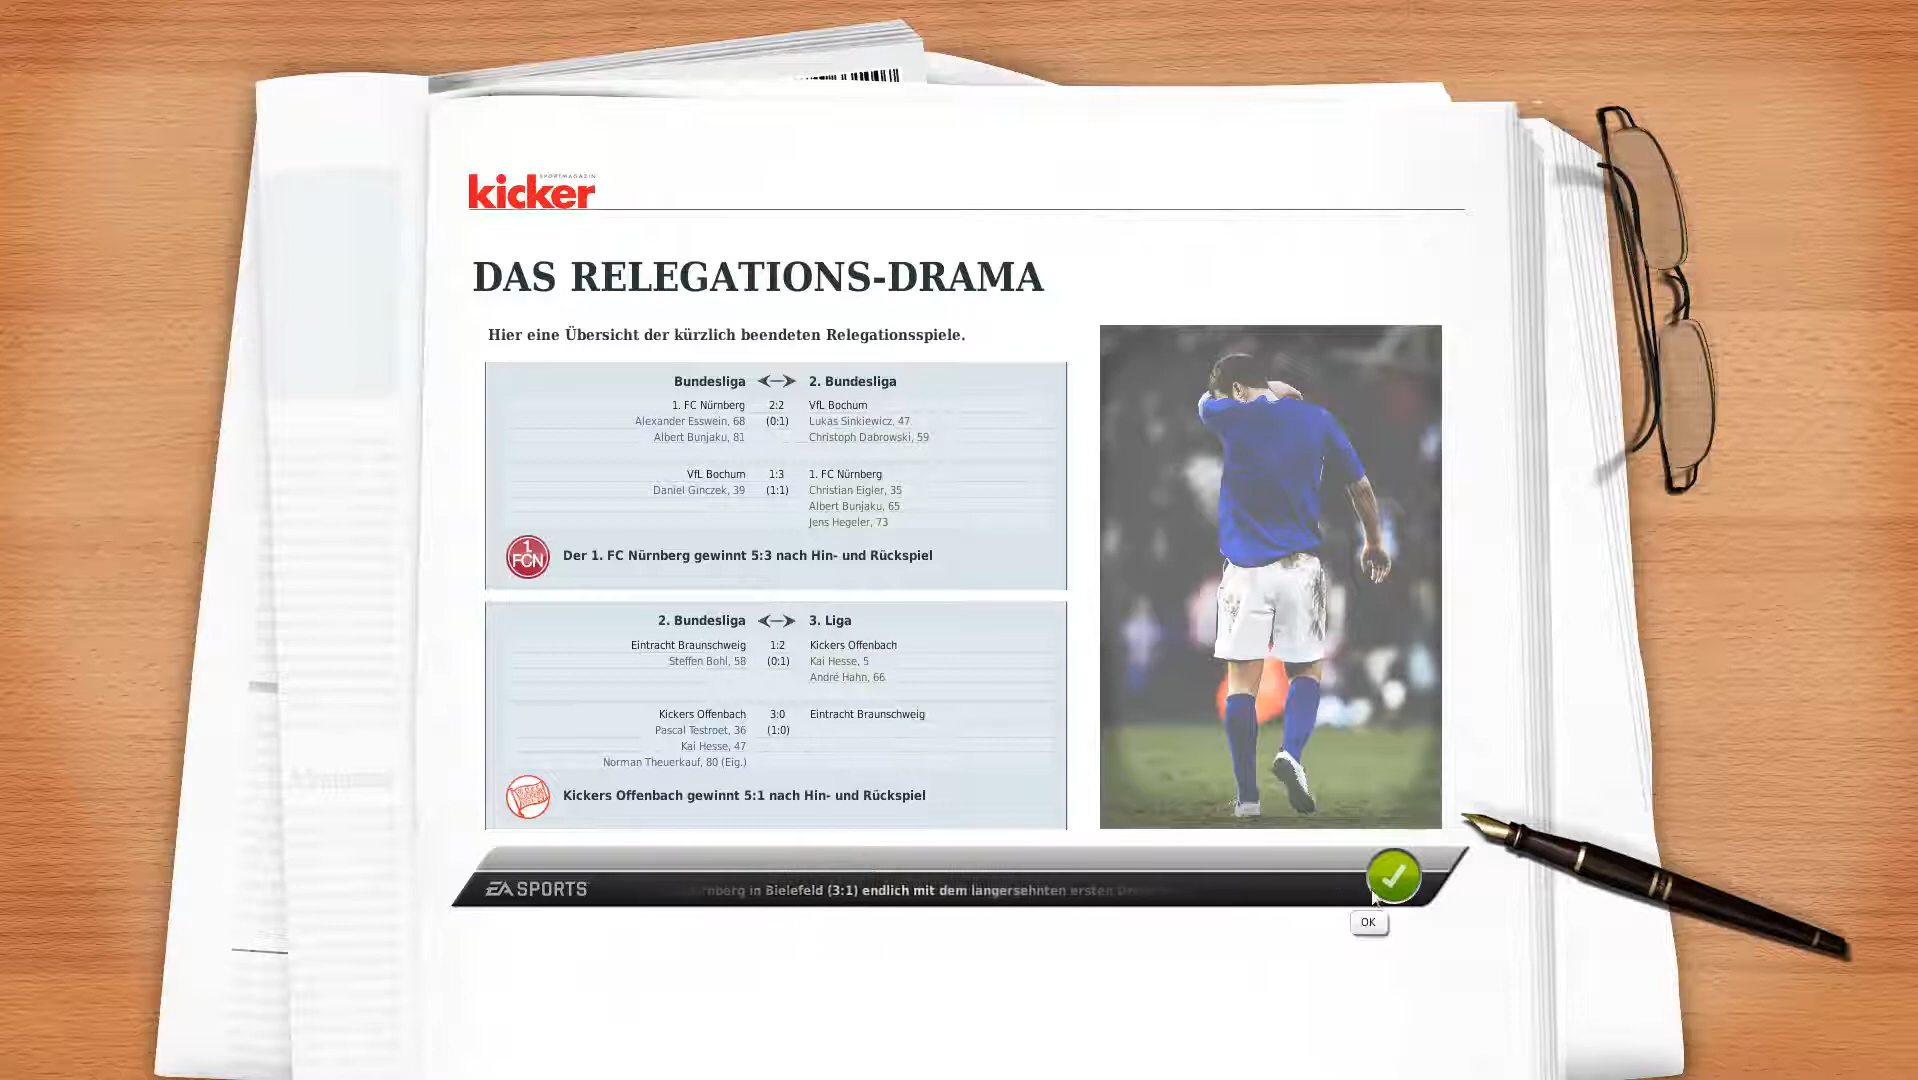 kicker
SPORTMAGAZIN
DAS RELEGATIONS-DRAMA
Hier eine Übersicht der kürzlich beendeten Relegationsspiele.
Bundesliga 2. Bundesliga
1. FC Nürnberg 2:2 VfL Bochum
Alexander Esswein, 68 (0:1) Lukas Sinkiewicz, 47
Albert Bunjaku, 81 Christoph Dabrowski, 59
VfL Bochum 1:3 1. FC Nürnberg
Daniel Ginczek, 39 (1:1) Christian Eigler, 35
Albert Bunjaku, 65
Jens Hegeler, 73
1. FCN Der 1. FC Nürnberg gewinnt 5:3 nach Hin- und Rückspiel
2. Bundesliga 3. Liga
Eintracht Braunschweig 1:2 Kickers Offenbach
Steffen Bohl, 58 (0:1) Kai Hesse, 5
André Hahn, 66
Kickers Offenbach 3:0 Eintracht Braunschweig
Pascal Testroet, 36 (1:0)
Kai Hesse, 47
Norman Theuerkauf, 80 (Eig.)
Kickers Offenbach gewinnt 5:1 nach Hin- und Rückspiel
EA SPORTS rnberg in Bielefeld (3:1) endlich mit dem langersehnten ersten
OK